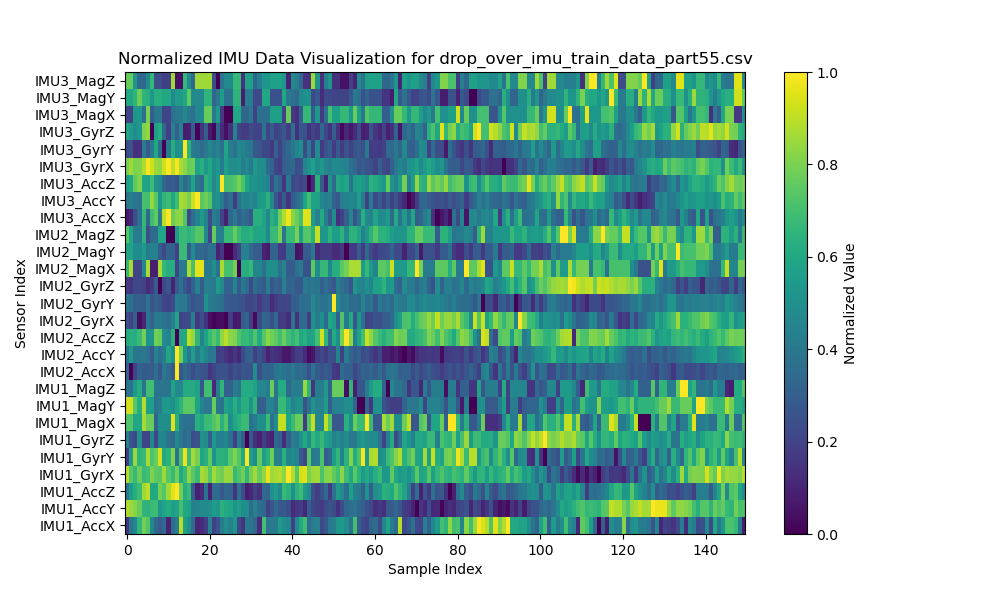 Normalized IMU Data Visualization for drop_over_imu_train_data_part55.csv
IMU3_MagZ
IMU3_MagY
IMU3_MagX
IMU3_GyrZ
IMU3_GyrY
IMU3_GyrX
IMU3_AccZ
IMU3_AccY
IMU3_AccX
IMU2_MagZ
IMU2_MagY
IMU2_MagX
IMU2_GyrZ
IMU2_GyrY
IMU2_GyrX
IMU2_AccZ
IMU2_AccY
IMU2_AccX
IMU1_MagZ
IMU1_MagY
IMU1_MagX
IMU1_GyrZ
IMU1_GyrY
IMU1_GyrX
IMU1_AccZ
IMU1_AccY
IMU1_AccX
Sensor Index
0 20 40 60 80 100 120 140
Sample Index
1.0
0.8
0.6
0.4
0.2
0.0
Normalized Value